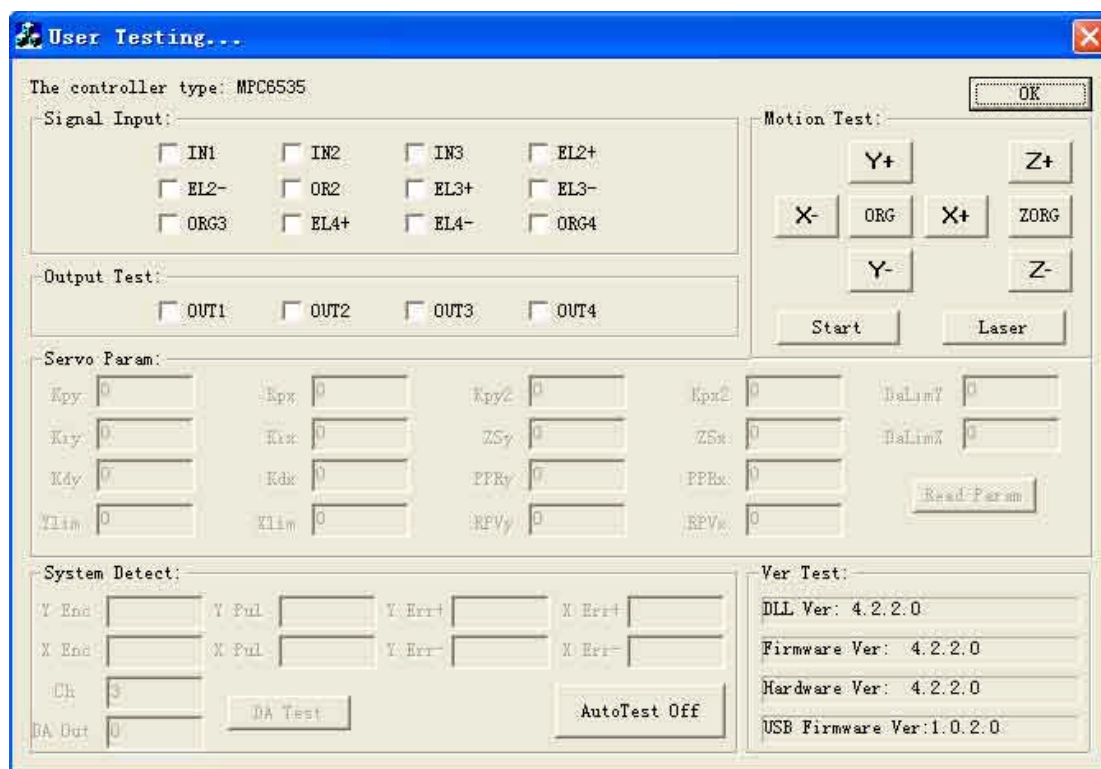 User Testing...
The controller type: MPC6535
OK
Signal Input:
IN1 IN2 IN3 EL2+
EL2- OR2 EL3+ EL3-
ORG3 EL4+ EL4- ORG4
Output Test:
OUT1 OUT2 OUT3 OUT4
Motion Test:
Y+ Z+
X- ORG X+ ZORG
Y- Z-
Start Laser
Servo Param:
Kpy 0 Kpx 0 Kpy2 0 Kpx2 0 DaLimY 0
Kiy 0 Kix 0 ZSy 0 ZSx 0 DaLimX 0
Kdy 0 Kdx 0 PPRy 0 PPRx 0 Read Param
Ylim 0 Xlim 0 RPVy 0 RPVx 0
System Detect:
Y Enc Y Pul Y Err+ X Err+
X Enc X Pul Y Err- X Err-
Ch 3
DA Out 0
DA Test
AutoTest Off
Ver Test:
DLL Ver: 4.2.2.0
Firmware Ver: 4.2.2.0
Hardware Ver: 4.2.2.0
USB Firmware Ver:1.0.2.0